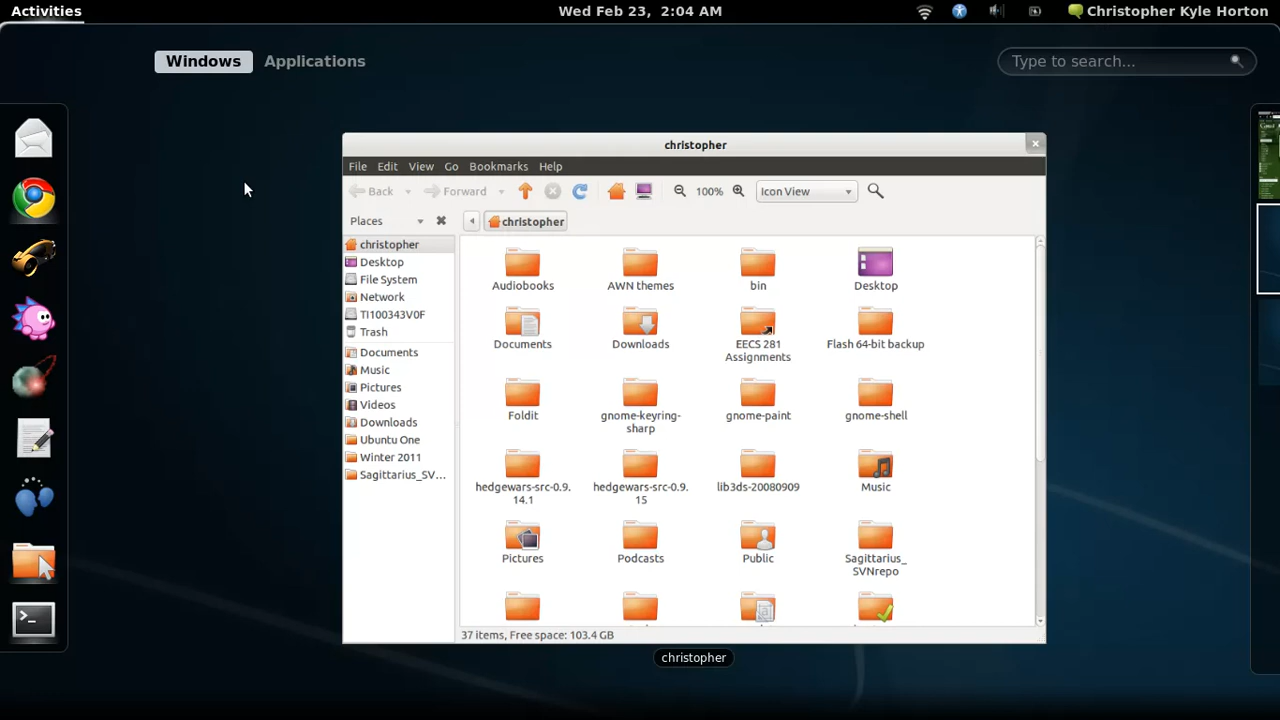 Activities
Wed Feb 23, 2:04 AM
Christopher Kyle Horton
Windows
Applications
Type to search...
christopher
File Edit View Go Bookmarks Help
Back Forward 100% Icon View
Places
christopher
christopher
Desktop
File System
Network
TI100343V0F
Trash
Documents
Music
Pictures
Videos
Downloads
Ubuntu One
Winter 2011
Sagittarius_SV...
Audiobooks
AWN themes
bin
Desktop
Documents
Downloads
EECS 281
Assignments
Flash 64-bit backup
Foldit
gnome-keyring-
sharp
gnome-paint
gnome-shell
hedgewars-src-0.9.
14.1
hedgewars-src-0.9.
15
lib3ds-20080909
Music
Pictures
Podcasts
Public
Sagittarius_
SVNrepo
37 items, Free space: 103.4 GB
christopher